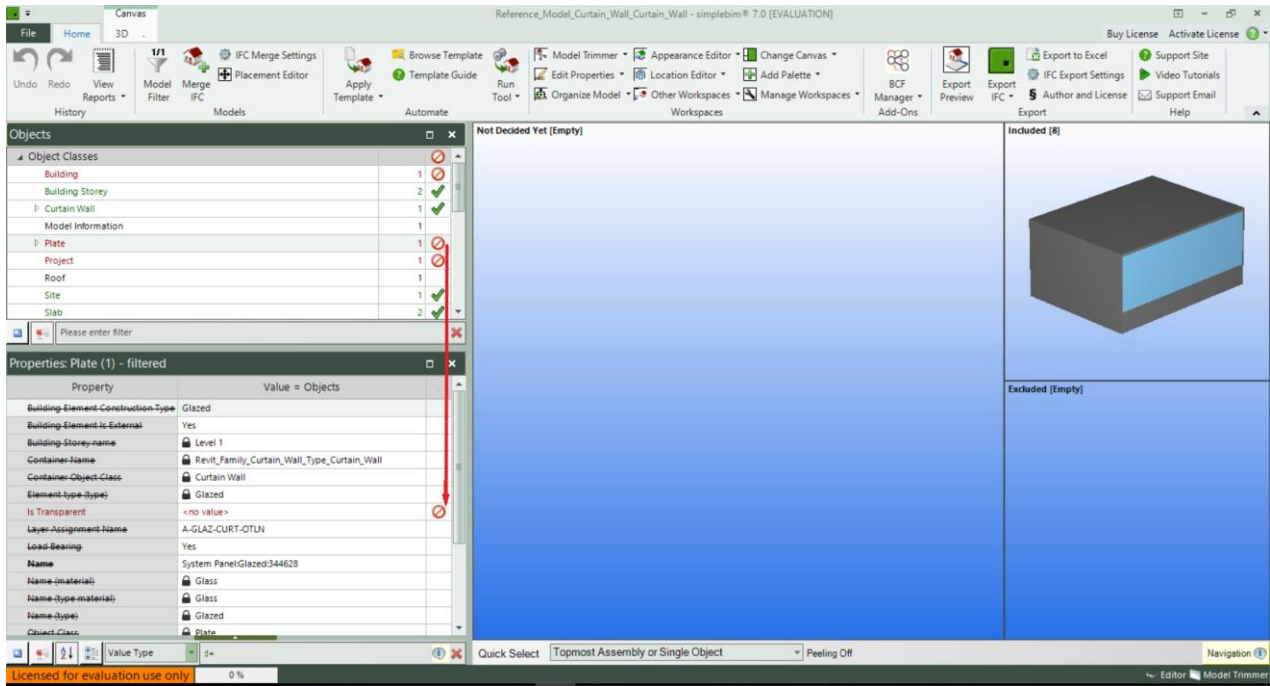 Canvas
Reference_Model_Curtain_Wall_Curtain_Wall - simplebim® 7.0 [EVALUATION]
File Home 3D
Buy License Activate License
Undo Redo View Reports
History
1/1
Model Filter
Merge IFC
IFC Merge Settings
Placement Editor
Models
Apply Template
Browse Template
Template Guide
Run Tool
Automate
Model Trimmer Appearance Editor Change Canvas
Edit Properties Location Editor Add Palette
Organize Model Other Workspaces Manage Workspaces
Workspaces
BCF Manager
Add-Ons
Export Preview
Export IFC
Export to Excel
IFC Export Settings
Author and License
Export
Support Site
Video Tutorials
Support Email
Help
Objects
Object Classes
Building 1
Building Storey 2
Curtain Wall 1
Model Information 1
Plate 1
Project 1
Roof 1
Site 1
Slab 2
Please enter filter
Properties: Plate (1) - filtered
Property Value = Objects
Building Element Construction Type Glazed
Building Element Is External Yes
Building Storey name Level 1
Container Name Revit_Family_Curtain_Wall_Type_Curtain_Wall
Container Object Class Curtain Wall
Element type (type) Glazed
Is Transparent <no value>
Layer Assignment Name A-GLAZ-CURT-OTLN
Load Bearing Yes
Name System Panel:Glazed:344628
Name (material) Glass
Name (type material) Glass
Name (type) Glazed
Object Class Plate
Value Type
Not Decided Yet [Empty]
Included [8]
Excluded [Empty]
Quick Select Topmost Assembly or Single Object Peeling Off
Navigation
Licensed for evaluation use only 0 %
Editor Model Trimmer